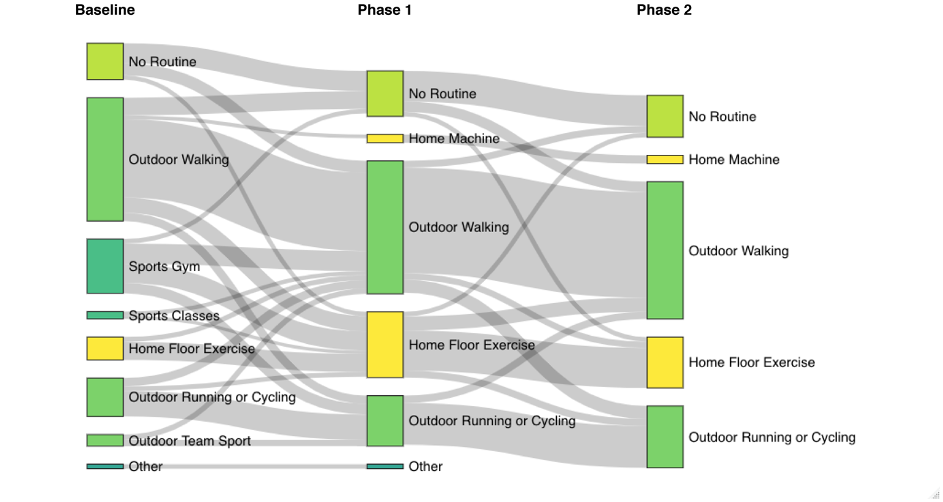 Baseline
Phase 1
Phase 2
No Routine
Outdoor Walking
Sports Gym
Sports Classes
Home Floor Exercise
Outdoor Running or Cycling
Outdoor Team Sport
Other
No Routine
Home Machine
Outdoor Walking
Home Floor Exercise
Outdoor Running or Cycling
Other
No Routine
Home Machine
Outdoor Walking
Home Floor Exercise
Outdoor Running or Cycling